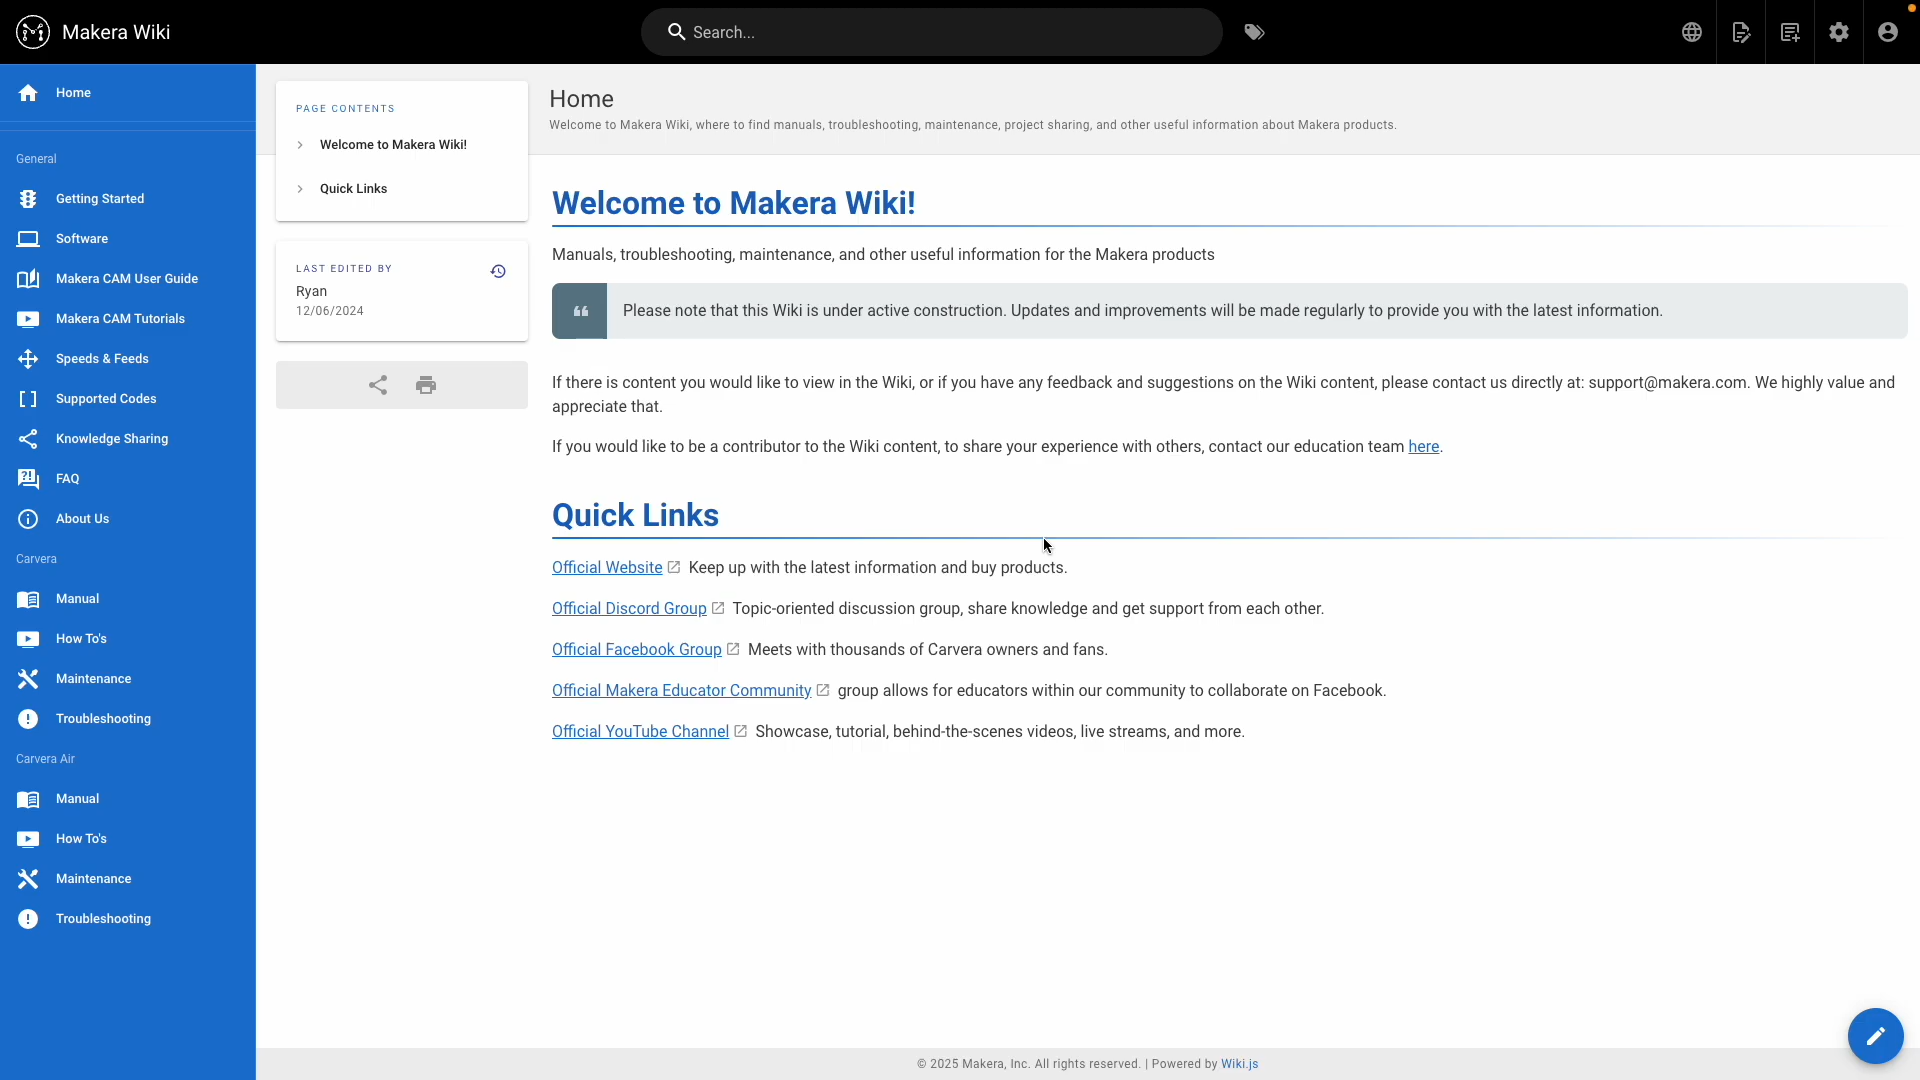 Makera Wiki
Search...
Home
General
Getting Started
Software
Makera CAM User Guide
Makera CAM Tutorials
Speeds & Feeds
Supported Codes
Knowledge Sharing
FAQ
About Us
Carvera
Manual
How To's
Maintenance
Troubleshooting
Carvera Air
Manual
How To's
Maintenance
Troubleshooting
PAGE CONTENTS
Welcome to Makera Wiki!
Quick Links
LAST EDITED BY
Ryan
12/06/2024
Home
Welcome to Makera Wiki, where to find manuals, troubleshooting, maintenance, project sharing, and other useful information about Makera products.
Welcome to Makera Wiki!
Manuals, troubleshooting, maintenance, and other useful information for the Makera products
Please note that this Wiki is under active construction. Updates and improvements will be made regularly to provide you with the latest information.
If there is content you would like to view in the Wiki, or if you have any feedback and suggestions on the Wiki content, please contact us directly at: support@makera.com. We highly value and
appreciate that.
If you would like to be a contributor to the Wiki content, to share your experience with others, contact our education team here.
Quick Links
Official Website Keep up with the latest information and buy products.
Official Discord Group Topic-oriented discussion group, share knowledge and get support from each other.
Official Facebook Group Meets with thousands of Carvera owners and fans.
Official Makera Educator Community group allows for educators within our community to collaborate on Facebook.
Official YouTube Channel Showcase, tutorial, behind-the-scenes videos, live streams, and more.
© 2025 Makera, Inc. All rights reserved. | Powered by Wiki.js